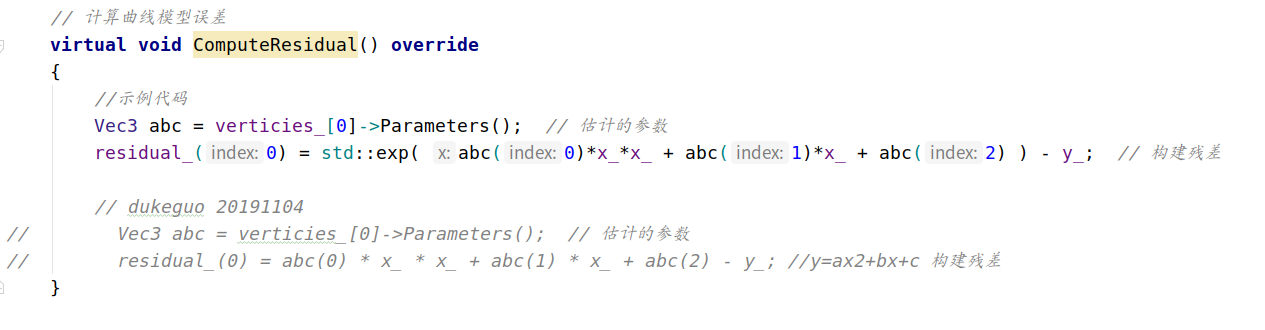 // 计算曲线模型误差
virtual void ComputeResidual() override
{
//示例代码
Vec3 abc = verticies_[0]->Parameters();  // 估计的参数
residual_( index: 0) = std::exp( x: abc( index: 0)*x_*x_ + abc( index: 1)*x_ + abc( index: 2) ) - y_;  // 构建残差
// dukeguo 20191104
//        Vec3 abc = verticies_[0]->Parameters();  // 估计的参数
//        residual_(0) = abc(0) * x_ * x_ + abc(1) * x_ + abc(2) - y_; //y=ax2+bx+c 构建残差
}